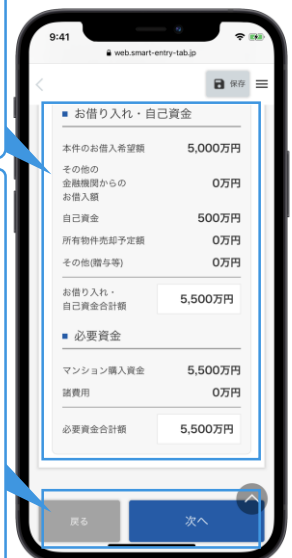 9:41
web.smart-entry-tab.jp
保存
お借り入れ・自己資金
本件のお借入希望額 5,000万円
その他の
金融機関からの
お借入額 0万円
自己資金 500万円
所有物件売却予定額 0万円
その他(贈与等) 0万円
お借り入れ・
自己資金合計額 5,500万円
必要資金
マンション購入資金 5,500万円
諸費用 0万円
必要資金合計額 5,500万円
戻る 次へ